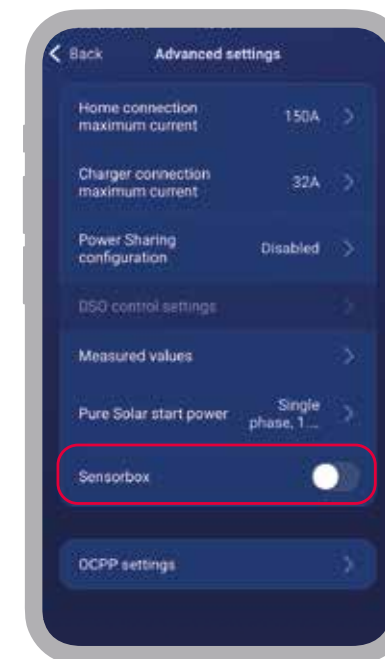 Back Advanced settings
Home connection
maximum current
150A
Charger connection
maximum current
32A
Power Sharing
configuration
Disabled
DSO control settings
Measured values
Pure Solar start power
Single
phase, 1 ...
Sensorbox
OCPP settings